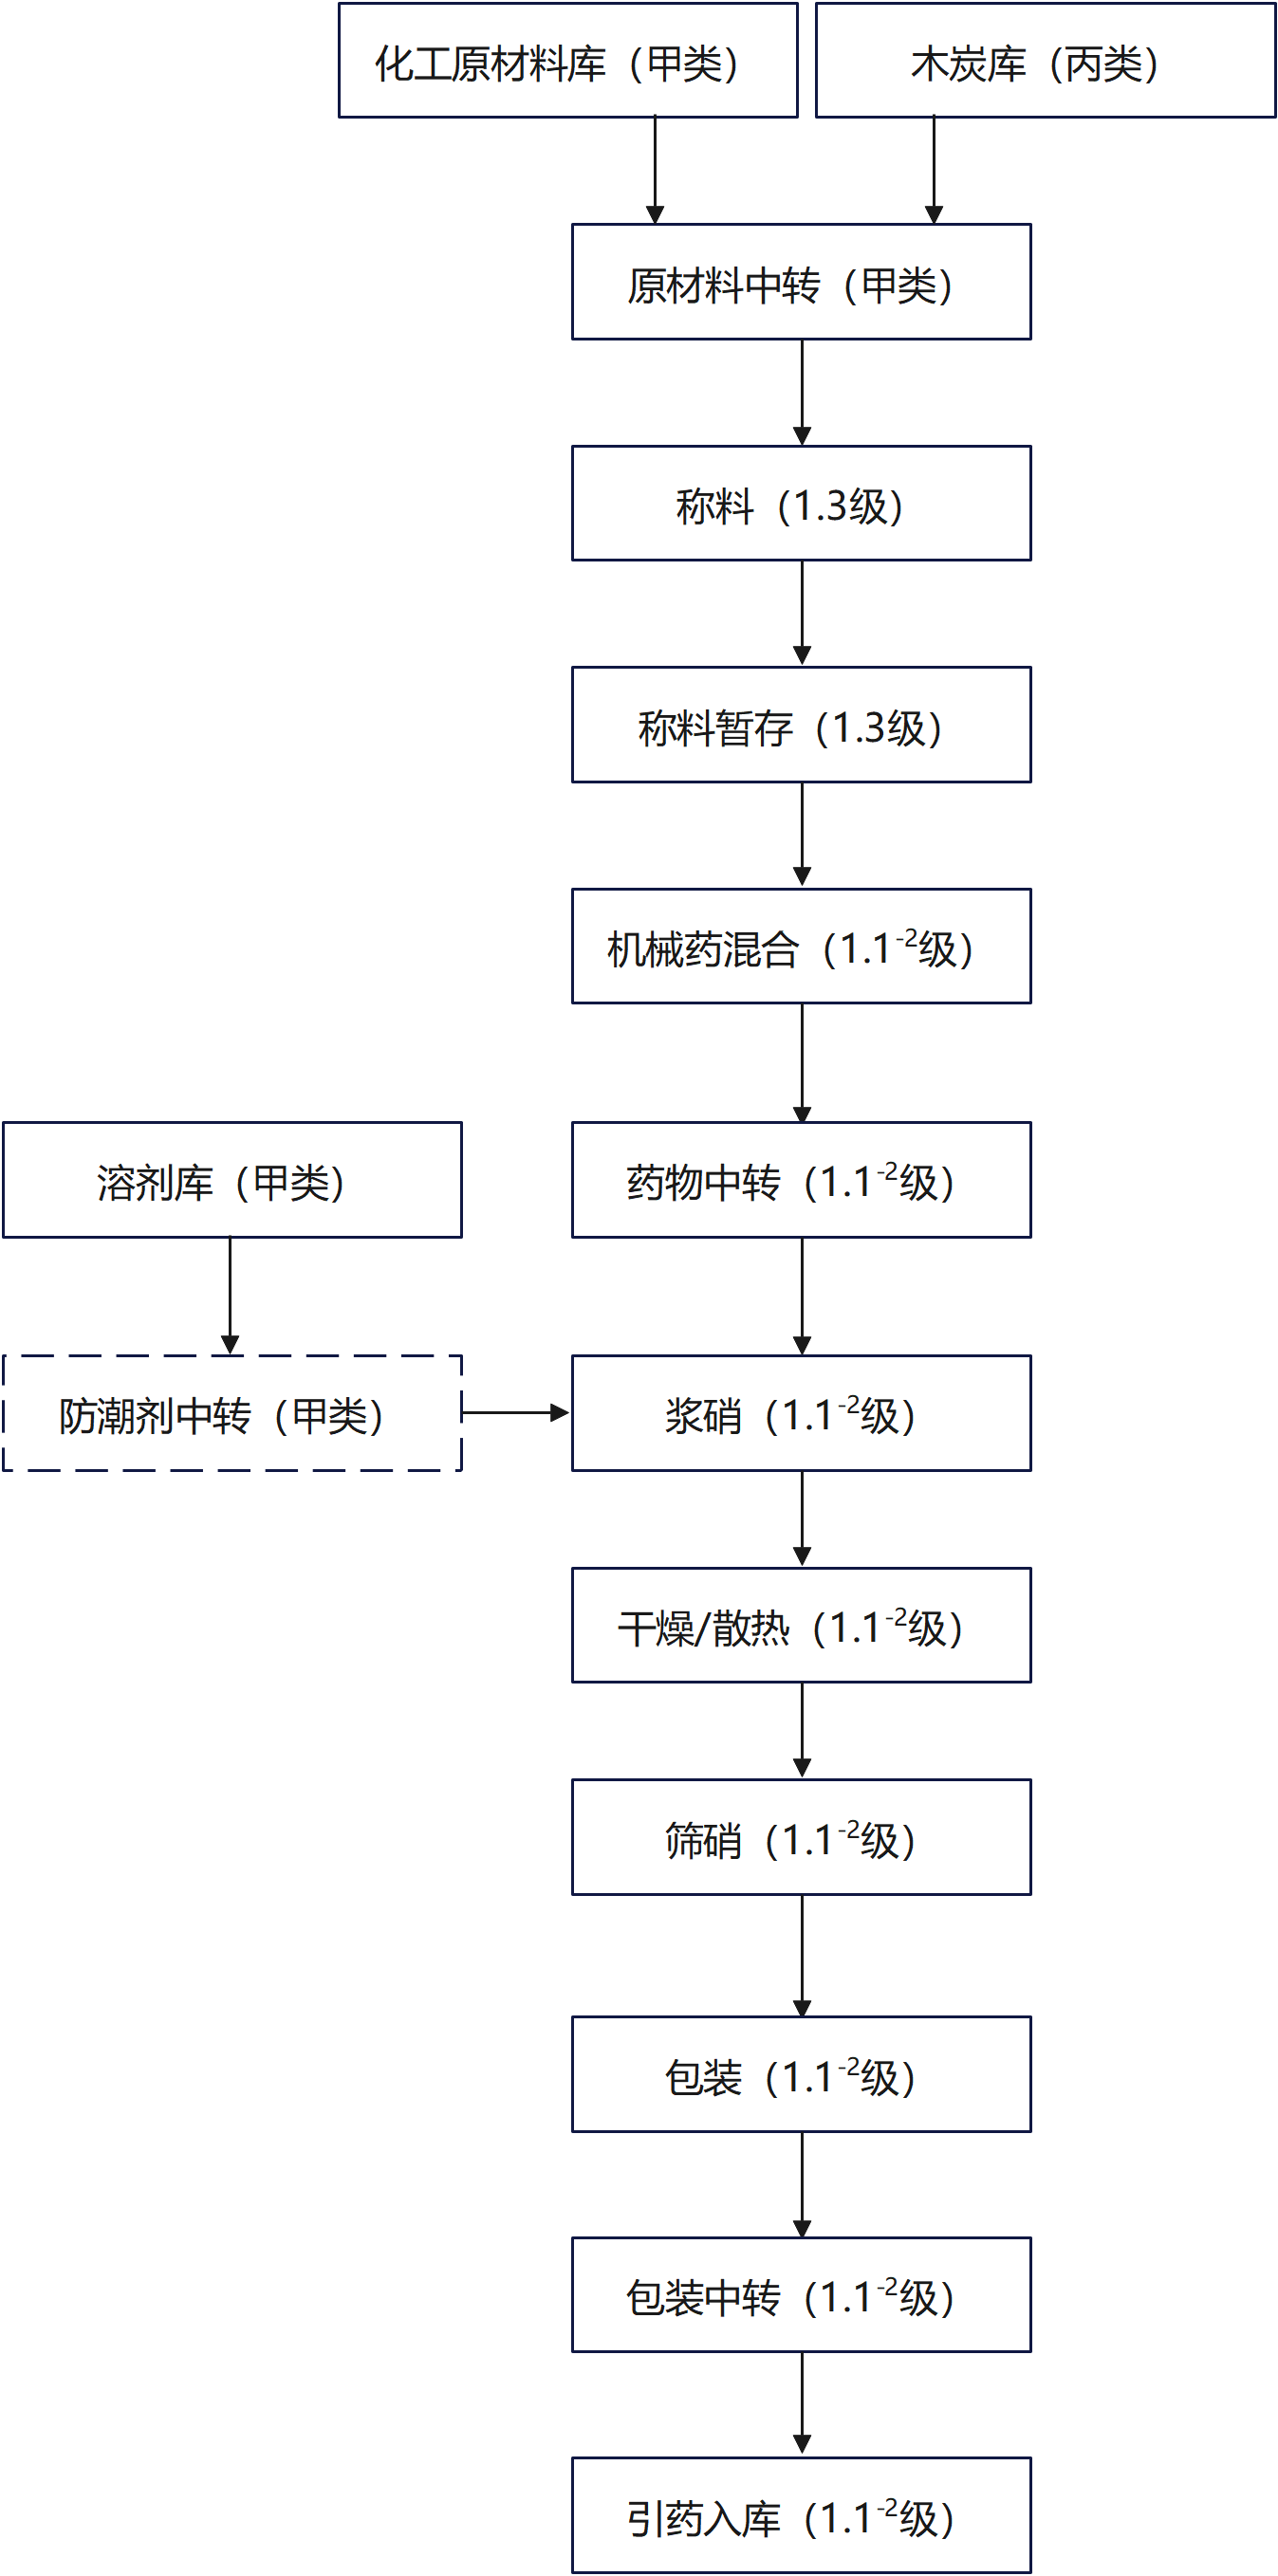 化工原材料库（甲类）
木炭库（丙类）
原材料中转（甲类）
称料（1.3级）
称料暂存（1.3级）
机械药混合（1.1⁻²级）
溶剂库（甲类）
药物中转（1.1⁻²级）
防潮剂中转（甲类）
浆硝（1.1⁻²级）
干燥/散热（1.1⁻²级）
筛硝（1.1⁻²级）
包装（1.1⁻²级）
包装中转（1.1⁻²级）
引药入库（1.1⁻²级）